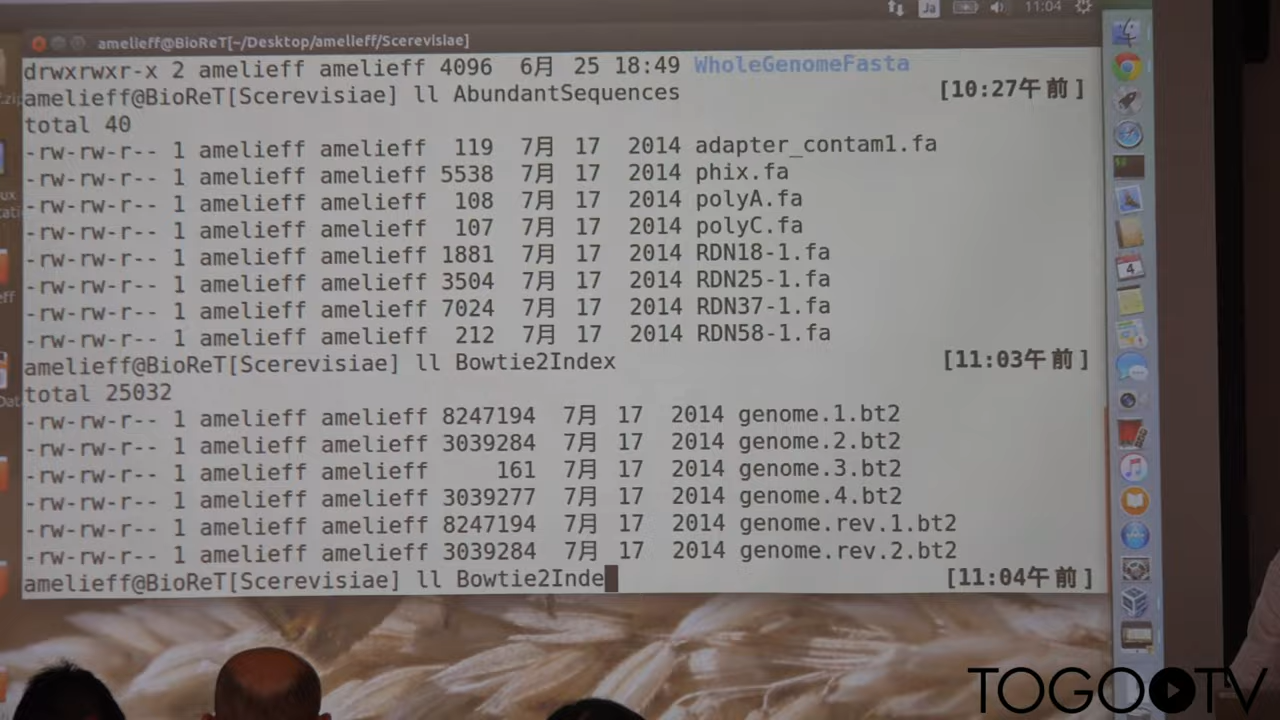 Ja 11:04
amelieff@BioReT[~/Desktop/amelieff/Scerevisiae]
drwxrwxr-x 2 amelieff amelieff 4096 6月 25 18:49 WholeGenomeFasta
amelieff@BioReT[Scerevisiae] ll AbundantSequences [10:27午前]
total 40
-rw-rw-r-- 1 amelieff amelieff 119 7月 17 2014 adapter_contam1.fa
-rw-rw-r-- 1 amelieff amelieff 5538 7月 17 2014 phix.fa
-rw-rw-r-- 1 amelieff amelieff 108 7月 17 2014 polyA.fa
-rw-rw-r-- 1 amelieff amelieff 107 7月 17 2014 polyC.fa
-rw-rw-r-- 1 amelieff amelieff 1881 7月 17 2014 RDN18-1.fa
-rw-rw-r-- 1 amelieff amelieff 3504 7月 17 2014 RDN25-1.fa
-rw-rw-r-- 1 amelieff amelieff 7024 7月 17 2014 RDN37-1.fa
-rw-rw-r-- 1 amelieff amelieff 212 7月 17 2014 RDN58-1.fa
amelieff@BioReT[Scerevisiae] ll Bowtie2Index [11:03午前]
total 25032
-rw-rw-r-- 1 amelieff amelieff 8247194 7月 17 2014 genome.1.bt2
-rw-rw-r-- 1 amelieff amelieff 3039284 7月 17 2014 genome.2.bt2
-rw-rw-r-- 1 amelieff amelieff 161 7月 17 2014 genome.3.bt2
-rw-rw-r-- 1 amelieff amelieff 3039277 7月 17 2014 genome.4.bt2
-rw-rw-r-- 1 amelieff amelieff 8247194 7月 17 2014 genome.rev.1.bt2
-rw-rw-r-- 1 amelieff amelieff 3039284 7月 17 2014 genome.rev.2.bt2
amelieff@BioReT[Scerevisiae] ll Bowtie2Inde [11:04午前]
4
TOGOTV